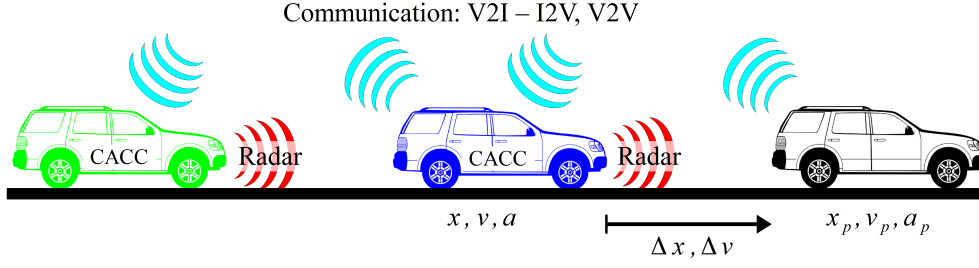 Communication: V2I – I2V, V2V
CACC Radar CACC Radar
x, v, a
x_p, v_p, a_p
Δx, Δv